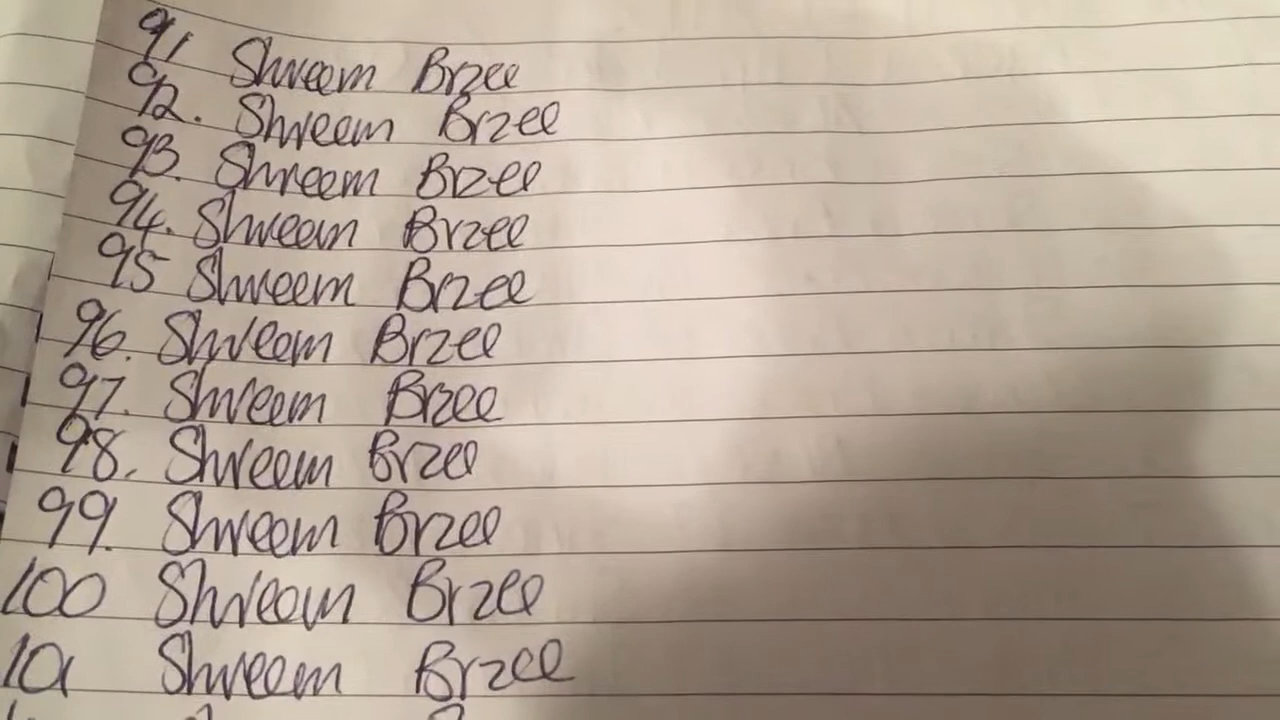 91 Shreem Brzee
92. Shreem Brzee
93. Shreem Brzee
94. Shreem Brzee
95 Shreem Brzee
96. Shreem Brzee
97. Shreem Brzee
98. Shreem Brzee
99. Shreem Brzee
100 Shreem Brzee
101 Shreem Brzee